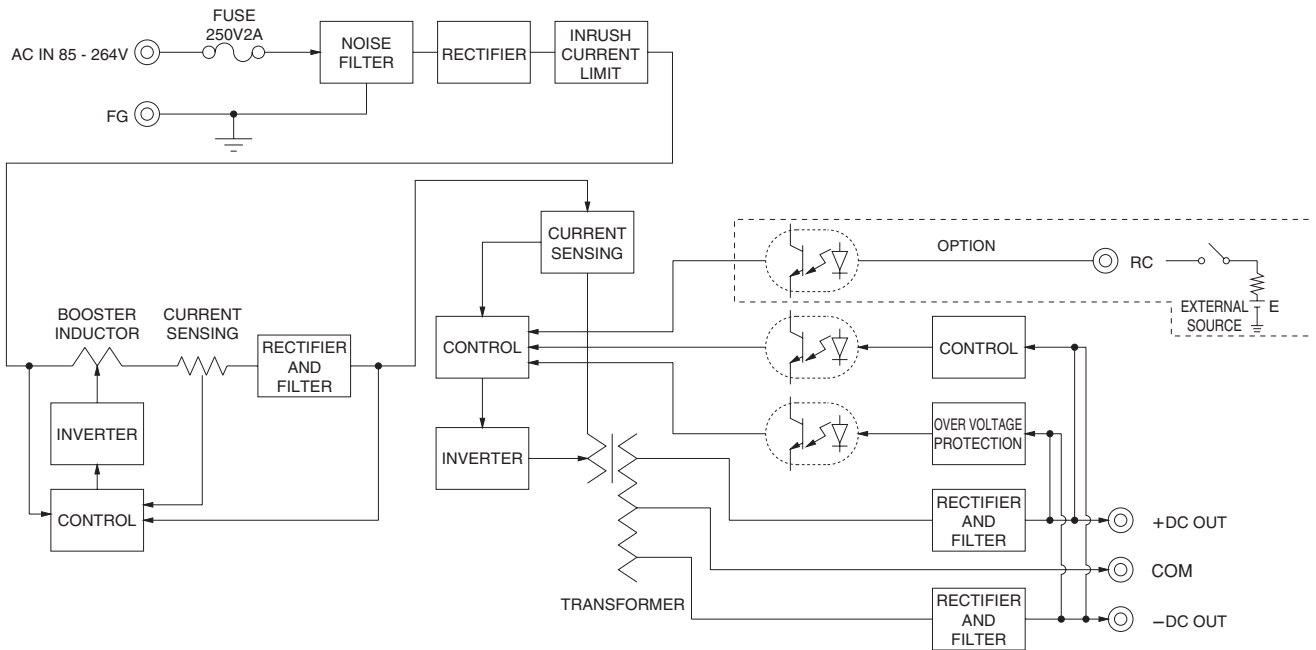 FUSE
250V2A
AC IN 85 - 264V
NOISE
FILTER
RECTIFIER
INRUSH
CURRENT
LIMIT
FG
CURRENT
SENSING
OPTION
RC
EXTERNAL
SOURCE
E
BOOSTER
INDUCTOR
CURRENT
SENSING
RECTIFIER
AND
FILTER
CONTROL
CONTROL
INVERTER
INVERTER
OVER VOLTAGE
PROTECTION
CONTROL
RECTIFIER
AND
FILTER
+DC OUT
COM
TRANSFORMER
RECTIFIER
AND
FILTER
−DC OUT